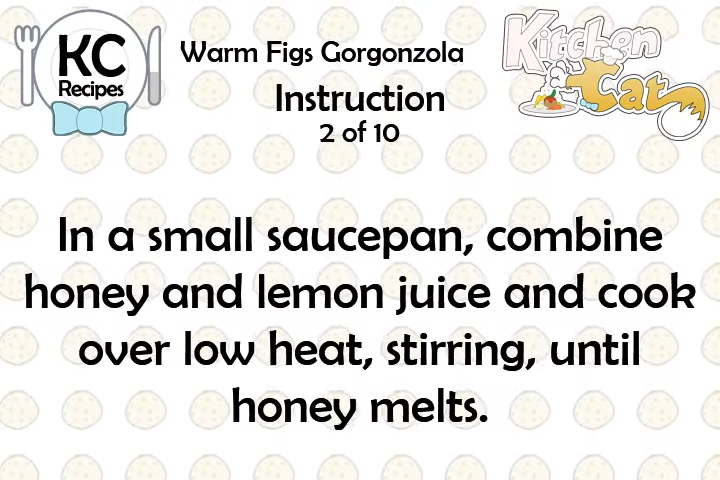 KC
Recipes
Warm Figs Gorgonzola
Kitchen
Cat
Instruction
2 of 10
In a small saucepan, combine
honey and lemon juice and cook
over low heat, stirring, until
honey melts.